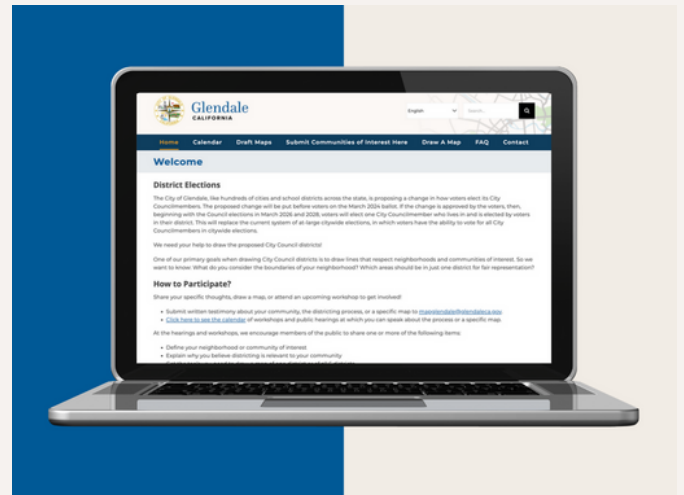 Glendale
CALIFORNIA
English
Search...
Home Calendar Draft Maps Submit Communities of Interest Here Draw A Map FAQ Contact
Welcome
District Elections
The City of Glendale, like hundreds of cities and school districts across the state, is proposing a change in how voters elect its City
Councilmembers. The proposed change will be put before voters on the March 2024 ballot. If the change is approved by the voters, then,
beginning with the Council elections in March 2026 and 2028, voters will elect one City Councilmember who lives in and is elected by voters
in their district. This will replace the current system of at-large citywide elections, in which voters have the ability to vote for all City
Councilmembers in citywide elections.
We need your help to draw the proposed City Council districts!
One of our primary goals when drawing City Council districts is to draw lines that respect neighborhoods and communities of interest. So we
want to know: What do you consider the boundaries of your neighborhood? Which areas should be in just one district for fair representation?
How to Participate?
Share your specific thoughts, draw a map, or attend an upcoming workshop to get involved!
• Submit written testimony about your community, the districting process, or a specific map to mapglendale@glendaleca.gov
• Click here to see the calendar of workshops and public hearings at which you can speak about the process or a specific map.
At the hearings and workshops, we encourage members of the public to share one or more of the following items:
• Define your neighborhood or community of interest
• Explain why you believe districting is relevant to your community